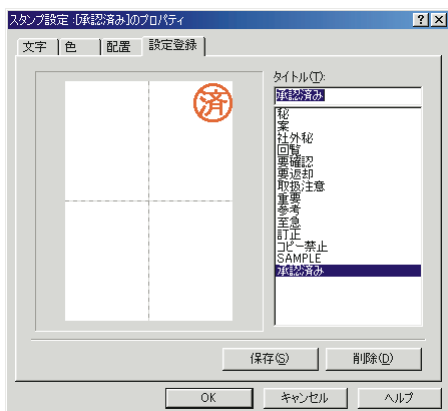 スタンプ設定:[承認済み]のプロパティ
文字 色 配置 設定登録
済
タイトル(T):
承認済み
秘
案
社外秘
回覧
要確認
要返却
取扱注意
重要
参考
至急
訂正
コピー禁止
SAMPLE
承認済み
保存(S) 削除(D)
OK キャンセル ヘルプ